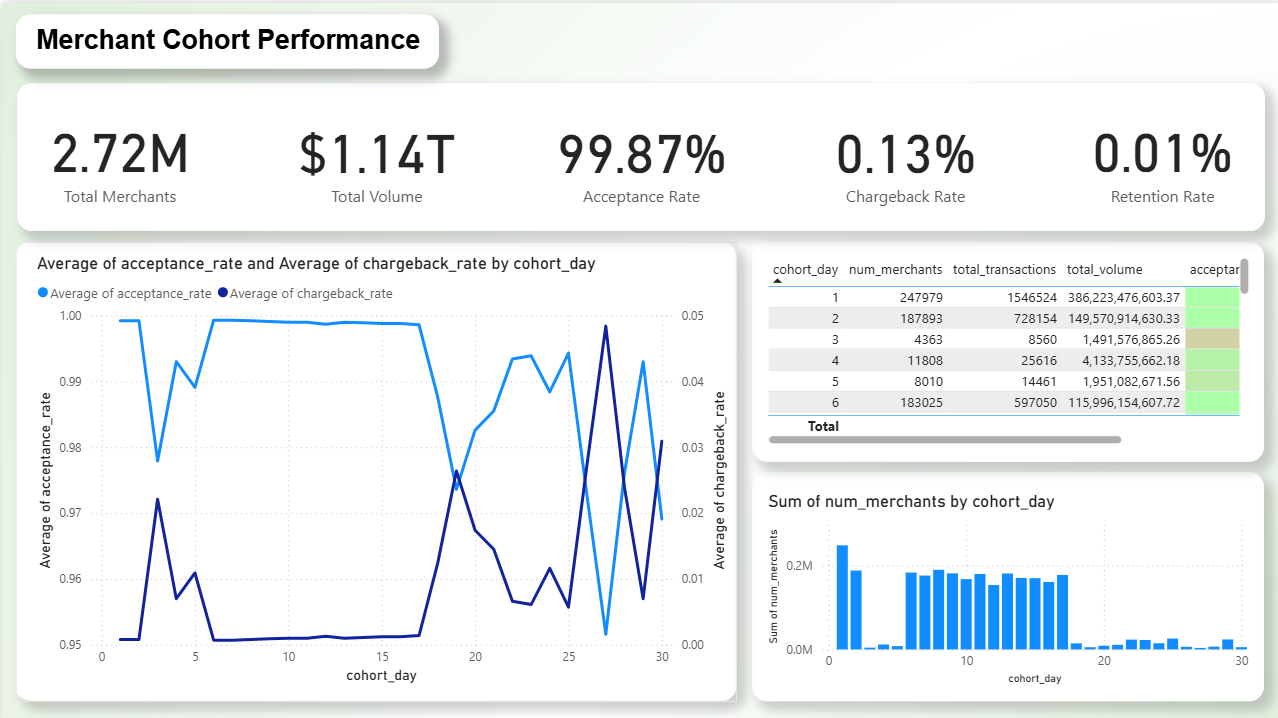 Merchant Cohort Performance
2.72M
Total Merchants
$1.14T
Total Volume
99.87%
Acceptance Rate
0.13%
Chargeback Rate
0.01%
Retention Rate
Average of acceptance_rate and Average of chargeback_rate by cohort_day
Average of acceptance_rate Average of chargeback_rate
Average of acceptance_rate
1.00
0.99
0.98
0.97
0.96
0.95
0.05
0.04
0.03
0.02
0.01
0.00
Average of chargeback_rate
0 5 10 15 20 25 30
cohort_day
cohort_day num_merchants total_transactions total_volume acceptar
1 247979 1546524 386,223,476,603.37
2 187893 728154 149,570,914,630.33
3 4363 8560 1,491,576,865.26
4 11808 25616 4,133,755,662.18
5 8010 14461 1,951,082,671.56
6 183025 597050 115,996,154,607.72
Total
Sum of num_merchants by cohort_day
Sum of num_merchants
0.2M
0.0M
0 10 20 30
cohort_day